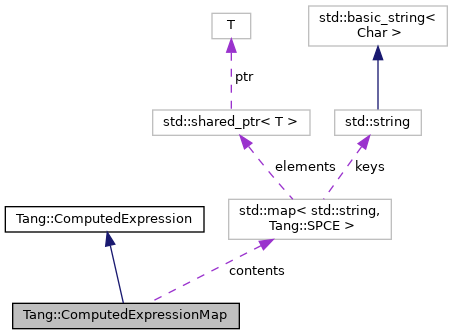 T
std::basic_string<
Char >
ptr
std::shared_ptr< T >
std::string
elements
keys
Tang::ComputedExpression
std::map< std::string,
Tang::SPCE >
contents
Tang::ComputedExpressionMap